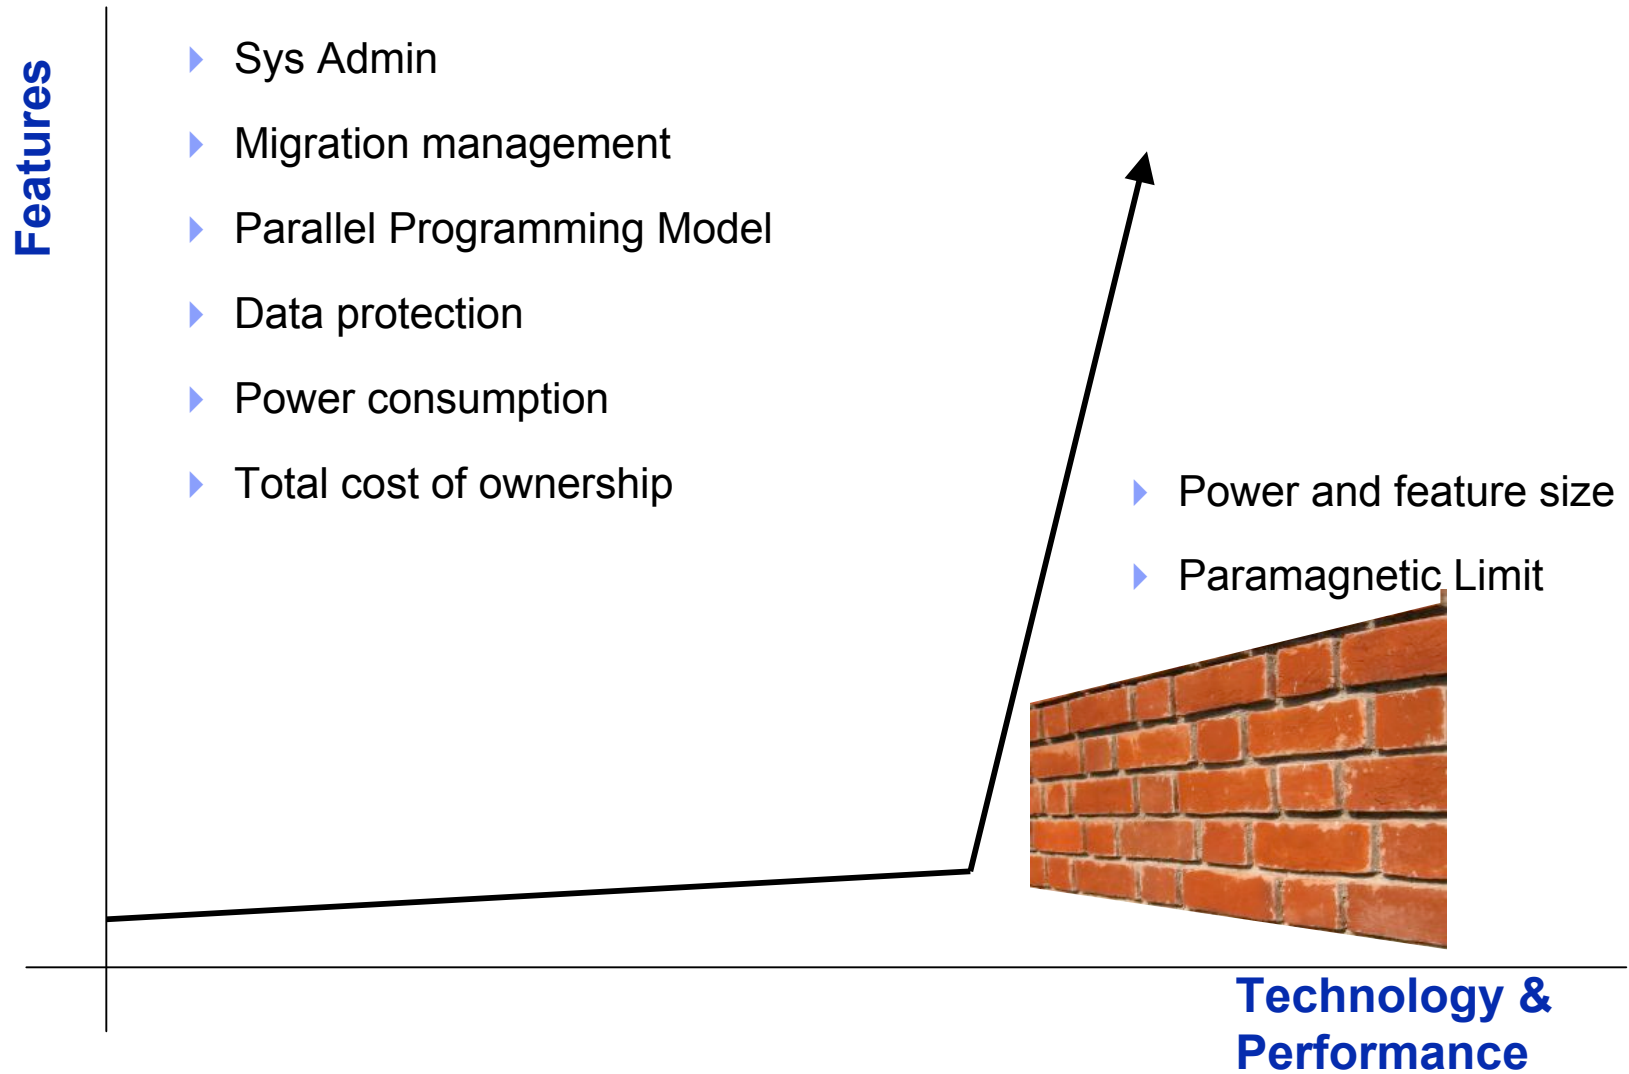 Features
Sys Admin
Migration management
Parallel Programming Model
Data protection
Power consumption
Total cost of ownership
Power and feature size
Paramagnetic Limit
Technology &
Performance